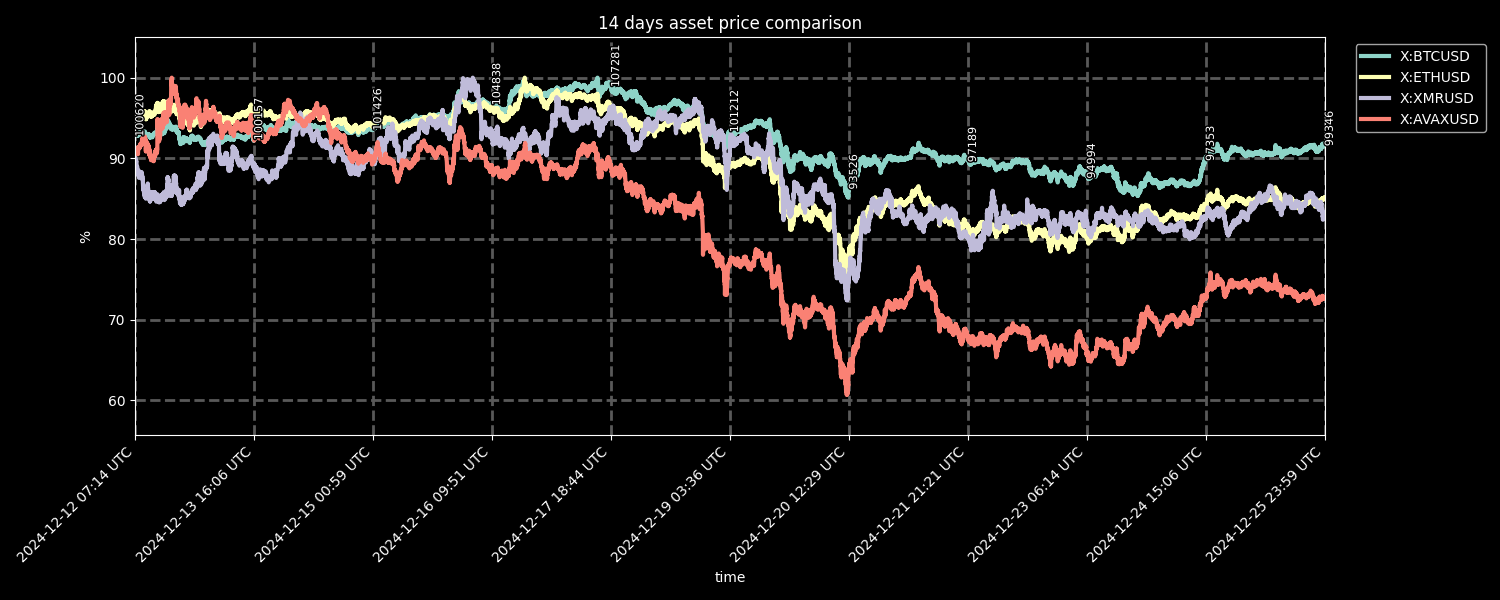 14 days asset price comparison
X:BTCUSD
X:ETHUSD
X:XMRUSD
X:AVAXUSD
100
90
80
70
60
%
100620
100157
101426
104838
107281
101212
93526
97189
94994
97353
99346
2024-12-12 07:14 UTC
2024-12-13 16:06 UTC
2024-12-15 00:59 UTC
2024-12-16 09:51 UTC
2024-12-17 18:44 UTC
2024-12-19 03:36 UTC
2024-12-20 12:29 UTC
2024-12-21 21:21 UTC
2024-12-23 06:14 UTC
2024-12-24 15:06 UTC
2024-12-25 23:59 UTC
time